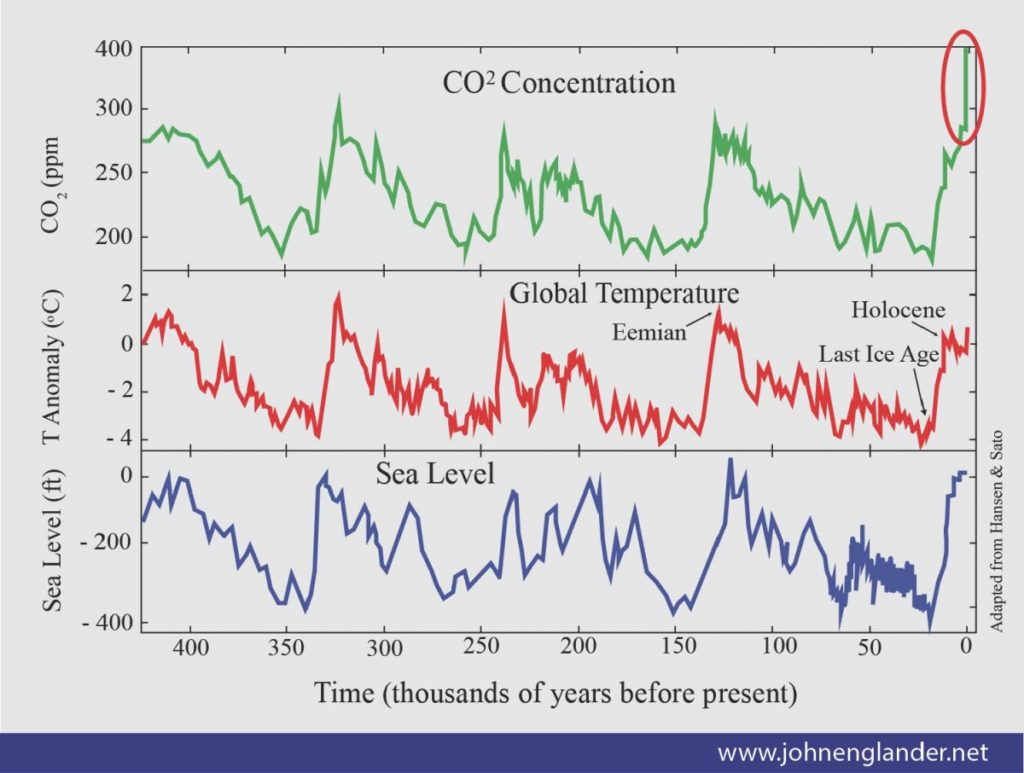 400
300
250
200
CO₂ (ppm
CO² Concentration
2
0
- 2
- 4
T Anomaly (ºC)
Global Temperature
Eemian
Holocene
Last Ice Age
0
- 200
- 400
Sea Level (ft)
Sea Level
400 350 300 250 200 150 100 50 0
Time (thousands of years before present)
Adapted from Hansen & Sato
www.johnenglander.net